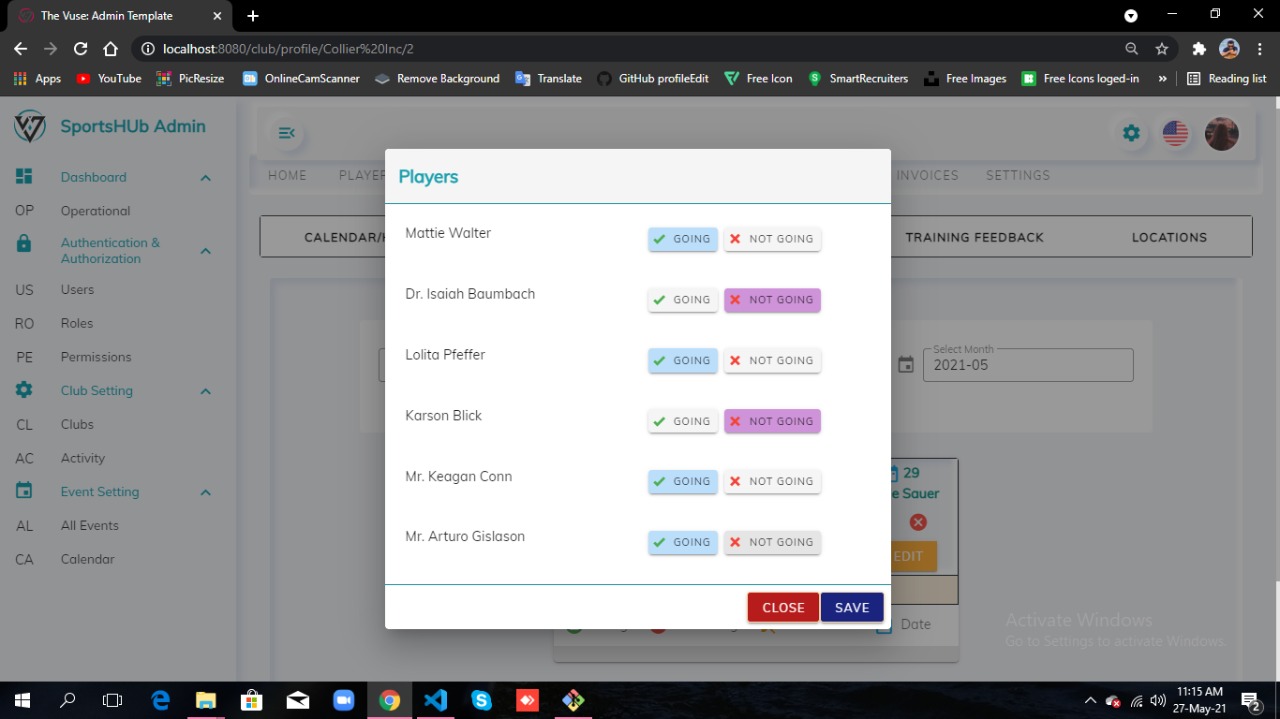 The Vuse: Admin Template
localhost:8080/club/profile/Collier%20Inc/2
Apps YouTube PicResize OnlineCamScanner Remove Background Translate GitHub profileEdit Free Icon SmartRecruiters Free Images Free Icons loged-in » Reading list
SportsHUb Admin
Dashboard
OP Operational
Authentication &
Authorization
US Users
RO Roles
PE Permissions
Club Setting
CL Clubs
AC Activity
Event Setting
AL All Events
CA Calendar
HOME INVOICES SETTINGS
TRAINING FEEDBACK LOCATIONS
Select Month
2021-05
29
Sauer
EDIT
Date
Players
Mattie Walter GOING NOT GOING
Dr. Isaiah Baumbach GOING NOT GOING
Lolita Pfeffer GOING NOT GOING
Karson Blick GOING NOT GOING
Mr. Keagan Conn GOING NOT GOING
Mr. Arturo Gislason GOING NOT GOING
CLOSE SAVE
Activate Windows
Go to Settings to activate Windows.
11:15 AM
27-May-21
2